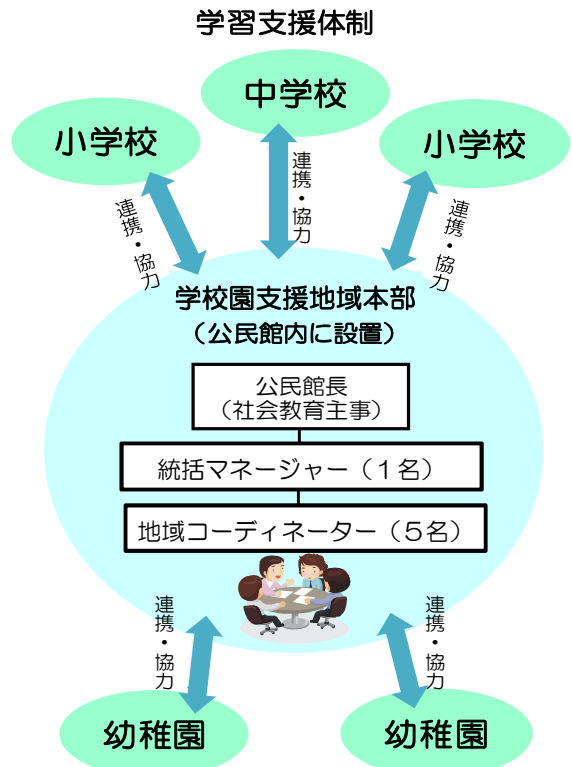 学習支援体制
中学校
小学校
小学校
連携・協力
連携・協力
連携・協力
学校園支援地域本部
（公民館内に設置）
公民館長
（社会教育主事）
統括マネージャー（１名）
地域コーディネーター（５名）
連携・協力
連携・協力
幼稚園
幼稚園